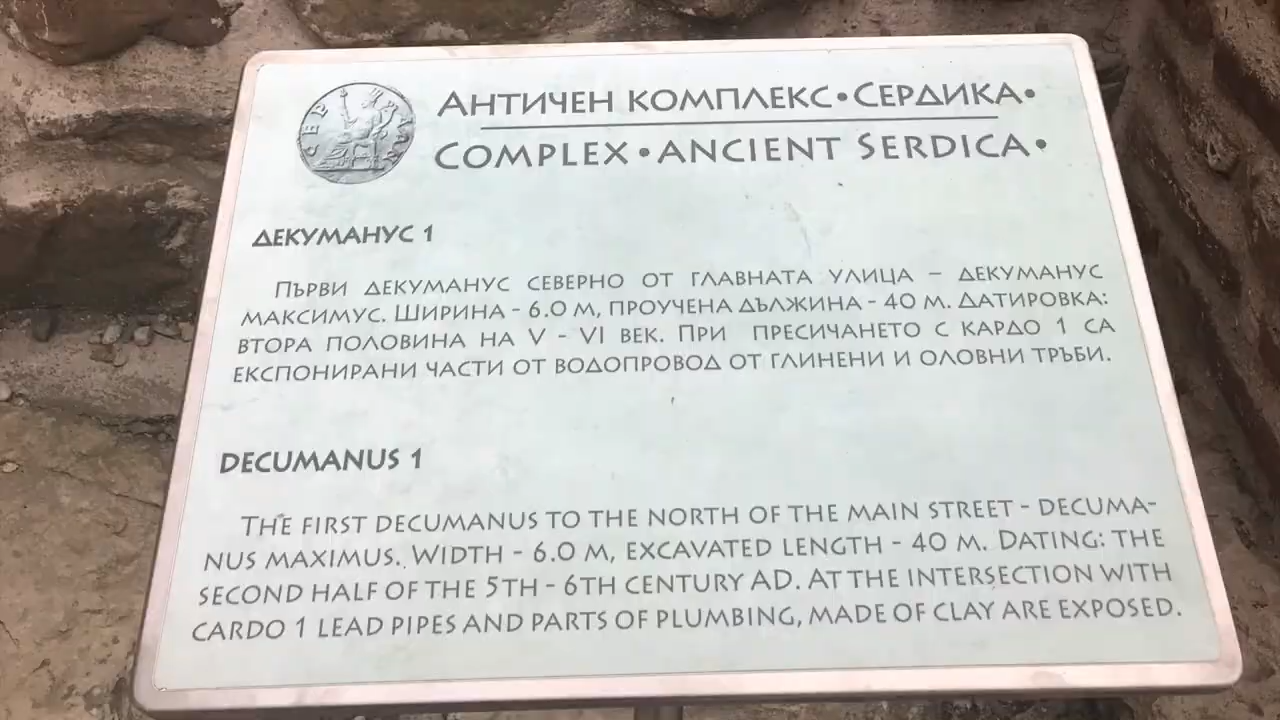 СЕР
АНТИЧЕН КОМПЛЕКС•СЕРДИКА•
COMPLEX•ANCIENT SERDICA•
ДЕКУМАНУС 1
ПЪРВИ ДЕКУМАНУС СЕВЕРНО ОТ ГЛАВНАТА УЛИЦА – ДЕКУМАНУС
МАКСИМУС. ШИРИНА - 6.0 М, ПРОУЧЕНА ДЪЛЖИНА - 40 М. ДАТИРОВКА:
ВТОРА ПОЛОВИНА НА V - VI ВЕК. ПРИ ПРЕСИЧАНЕТО С КАРДО 1 СА
ЕКСПОНИРАНИ ЧАСТИ ОТ ВОДОПРОВОД ОТ ГЛИНЕНИ И ОЛОВНИ ТРЪБИ.
DECUMANUS 1
THE FIRST DECUMANUS TO THE NORTH OF THE MAIN STREET - DECUMA-
NUS MAXIMUS. WIDTH - 6.0 M, EXCAVATED LENGTH - 40 M. DATING: THE
SECOND HALF OF THE 5TH - 6TH CENTURY AD. AT THE INTERSECTION WITH
CARDO 1 LEAD PIPES AND PARTS OF PLUMBING, MADE OF CLAY ARE EXPOSED.